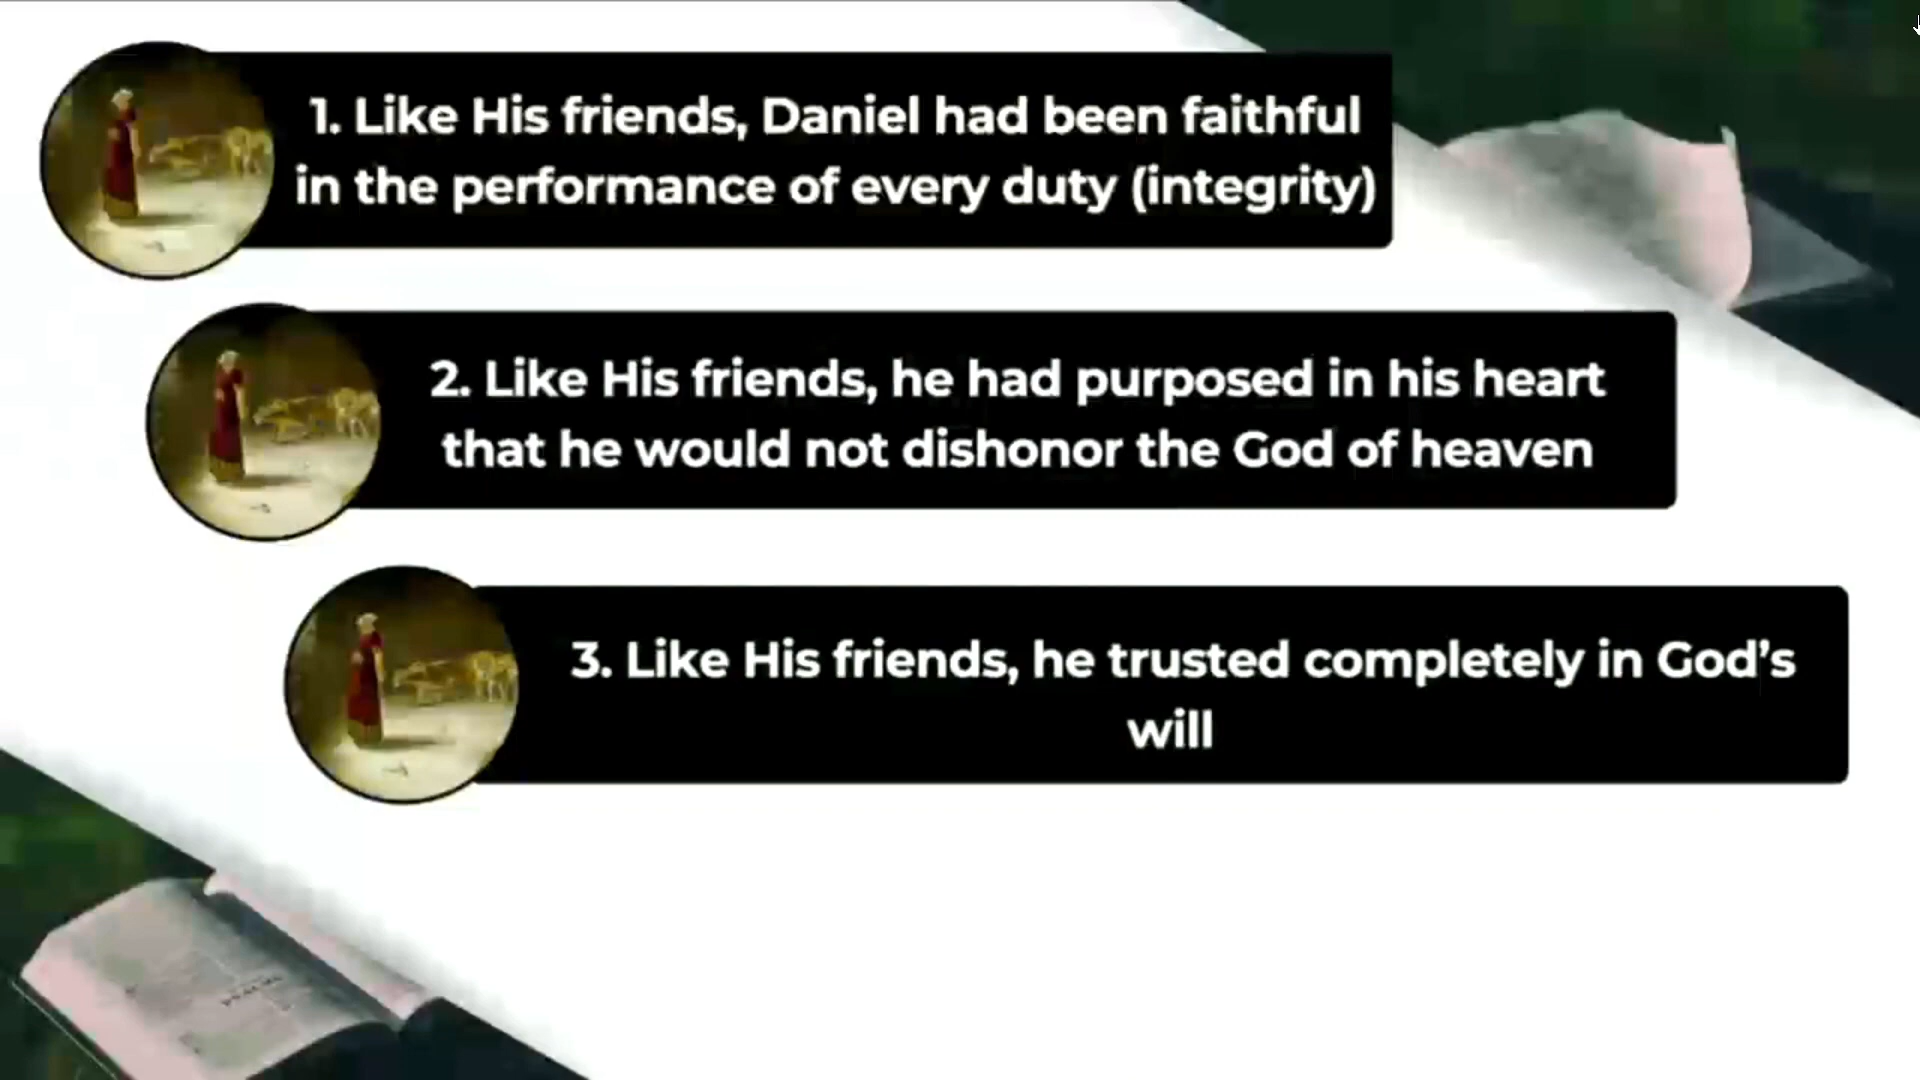 1. Like His friends, Daniel had been faithful
in the performance of every duty (integrity)
2. Like His friends, he had purposed in his heart
that he would not dishonor the God of heaven
3. Like His friends, he trusted completely in God’s
will